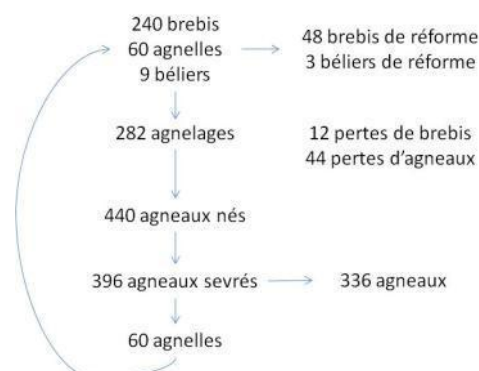 240 brebis
60 agnelles
9 béliers
48 brebis de réforme
3 béliers de réforme
282 agnelages
12 pertes de brebis
44 pertes d'agneaux
440 agneaux nés
396 agneaux sevrés
336 agneaux
60 agnelles